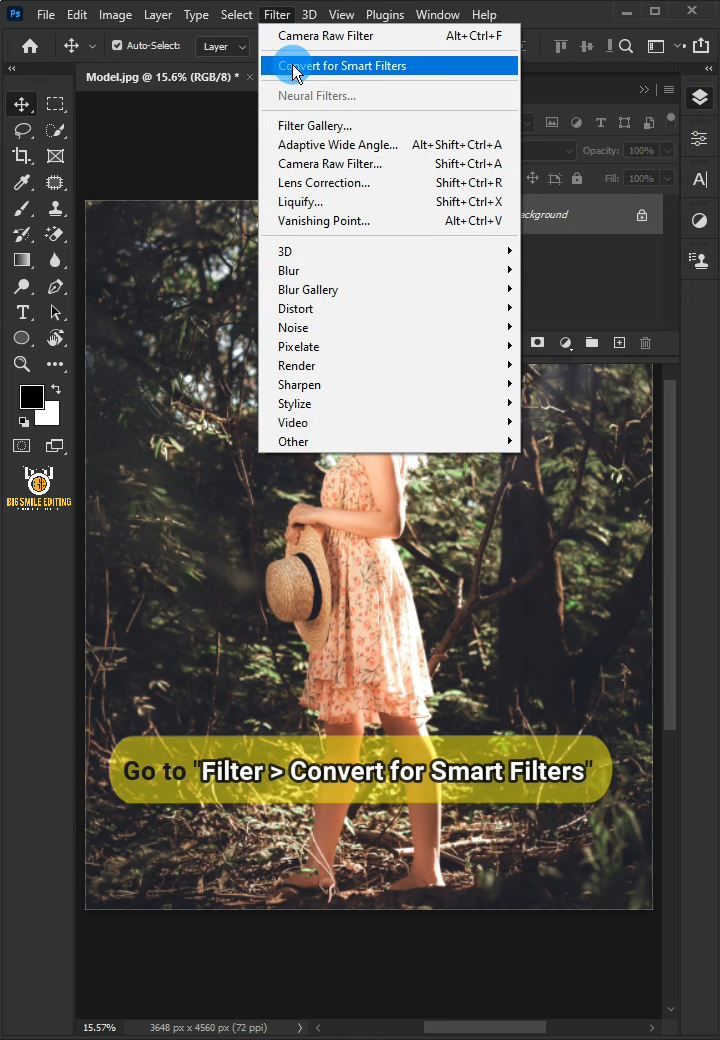 Ps File Edit Image Layer Type Select Filter 3D View Plugins Window Help
Auto-Select: Layer
Model.jpg @ 15.6% (RGB/8) * ×
Camera Raw Filter Alt+Ctrl+F
Convert for Smart Filters
Neural Filters...
Filter Gallery...
Adaptive Wide Angle... Alt+Shift+Ctrl+A
Camera Raw Filter... Shift+Ctrl+A
Lens Correction... Shift+Ctrl+R
Liquify... Shift+Ctrl+X
Vanishing Point... Alt+Ctrl+V
3D
Blur
Blur Gallery
Distort
Noise
Pixelate
Render
Sharpen
Stylize
Video
Other
Opacity: 100%
Fill: 100%
ackground
BIG SMILE EDITING
Go to "Filter > Convert for Smart Filters"
15.57% 3648 px x 4560 px (72 ppi)